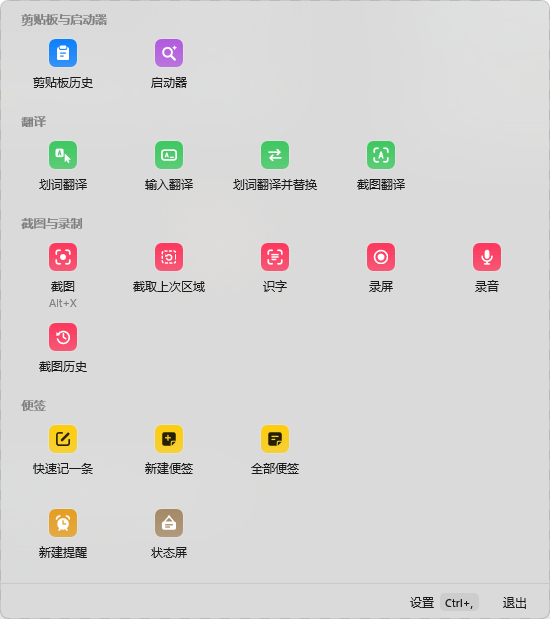 剪贴板与启动器
剪贴板历史 启动器
翻译
划词翻译 输入翻译 划词翻译并替换 截图翻译
截图与录制
截图 截取上次区域 识字 录屏 录音
Alt+X
截图历史
便签
快速记一条 新建便签 全部便签
新建提醒 状态屏
设置 Ctrl+, 退出